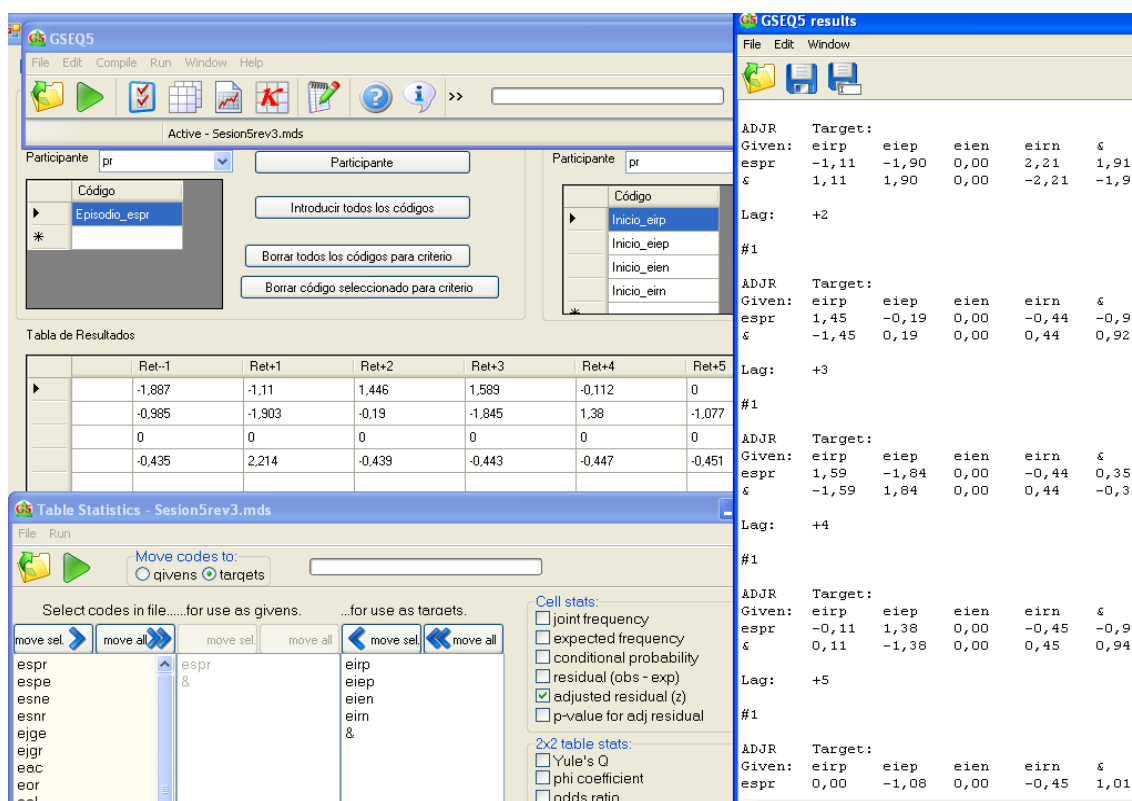 GSEQ5
File Edit Compile Run Window Help
>>
Active - Sesion5rev3.mds
Participante pr
Participante
Participante pr
Código
Episodio_espr
Introducir todos los códigos
Borrar todos los códigos para criterio
Borrar código seleccionado para criterio
Código
Inicio_eirp
Inicio_eiep
Inicio_eien
Inicio_eirn
Tabla de Resultados
Ret--1 Ret+1 Ret+2 Ret+3 Ret+4 Ret+5
-1,887 -1,11 1,446 1,589 -0,112 0
-0,985 -1,903 -0,19 -1,845 1,38 -1,077
0 0 0 0 0 0
-0,435 2,214 -0,439 -0,443 -0,447 -0,451
Table Statistics - Sesion5rev3.mds
File Run
Move codes to:
givens targets
Select codes in file...
...for use as givens.
...for use as targets.
move sel. move all move sel. move all move sel. move all
espr
espe
esne
esnr
ejge
ejgr
eac
eor
espr
&
eirp
eiep
eien
eirn
&
Cell stats:
joint frequency
expected frequency
conditional probability
residual (obs - exp)
adjusted residual (z)
p-value for adj residual
2x2 table stats:
Yule's Q
phi coefficient
odds ratio
GSEQ5 results
File Edit Window
ADJR Target:
Given: eirp eiep eien eirn &
espr -1,11 -1,90 0,00 2,21 1,91
& 1,11 1,90 0,00 -2,21 -1,9
Lag: +2
#1
ADJR Target:
Given: eirp eiep eien eirn &
espr 1,45 -0,19 0,00 -0,44 -0,9
& -1,45 0,19 0,00 0,44 0,92
Lag: +3
#1
ADJR Target:
Given: eirp eiep eien eirn &
espr 1,59 -1,84 0,00 -0,44 0,35
& -1,59 1,84 0,00 0,44 -0,3
Lag: +4
#1
ADJR Target:
Given: eirp eiep eien eirn &
espr -0,11 1,38 0,00 -0,45 -0,9
& 0,11 -1,38 0,00 0,45 0,94
Lag: +5
#1
ADJR Target:
Given: eirp eiep eien eirn &
espr 0,00 -1,08 0,00 -0,45 1,01